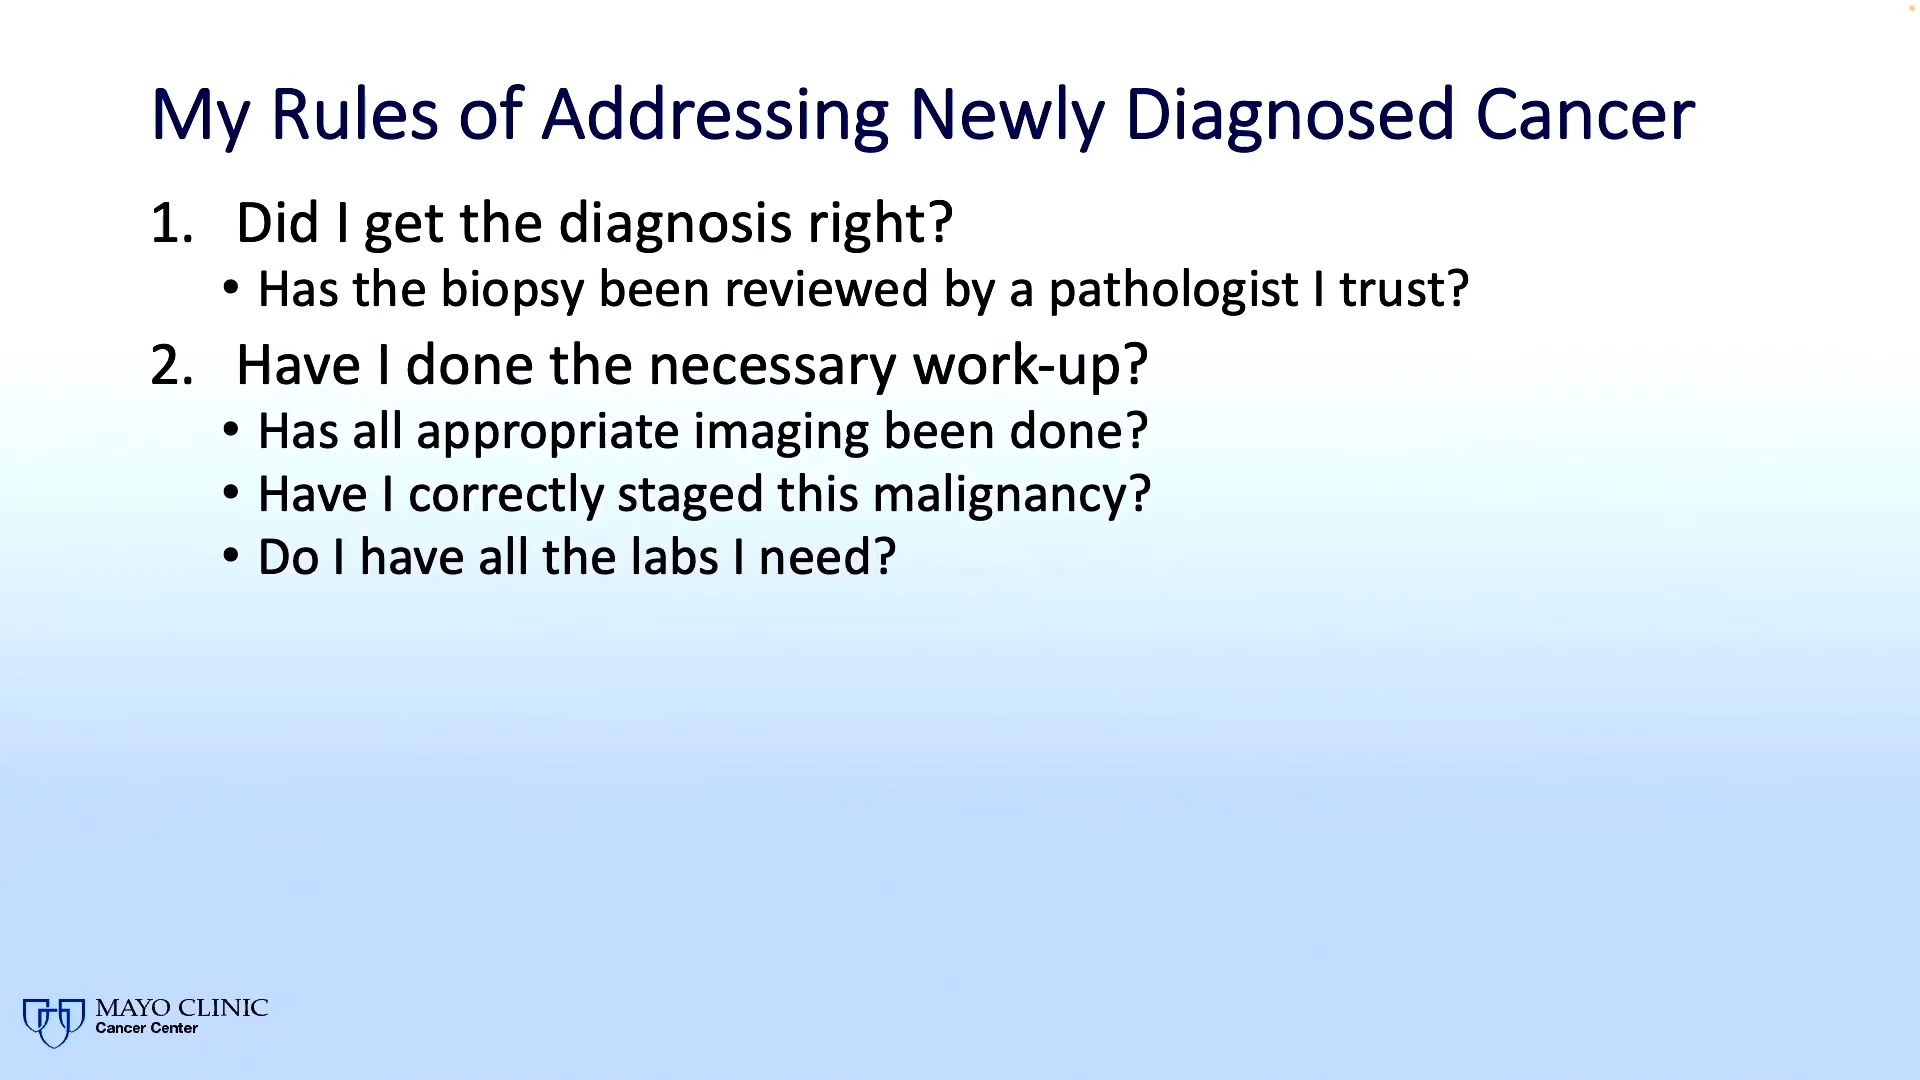 My Rules of Addressing Newly Diagnosed Cancer
1. Did I get the diagnosis right?
• Has the biopsy been reviewed by a pathologist I trust?
2. Have I done the necessary work-up?
• Has all appropriate imaging been done?
• Have I correctly staged this malignancy?
• Do I have all the labs I need?
MAYO CLINIC
Cancer Center